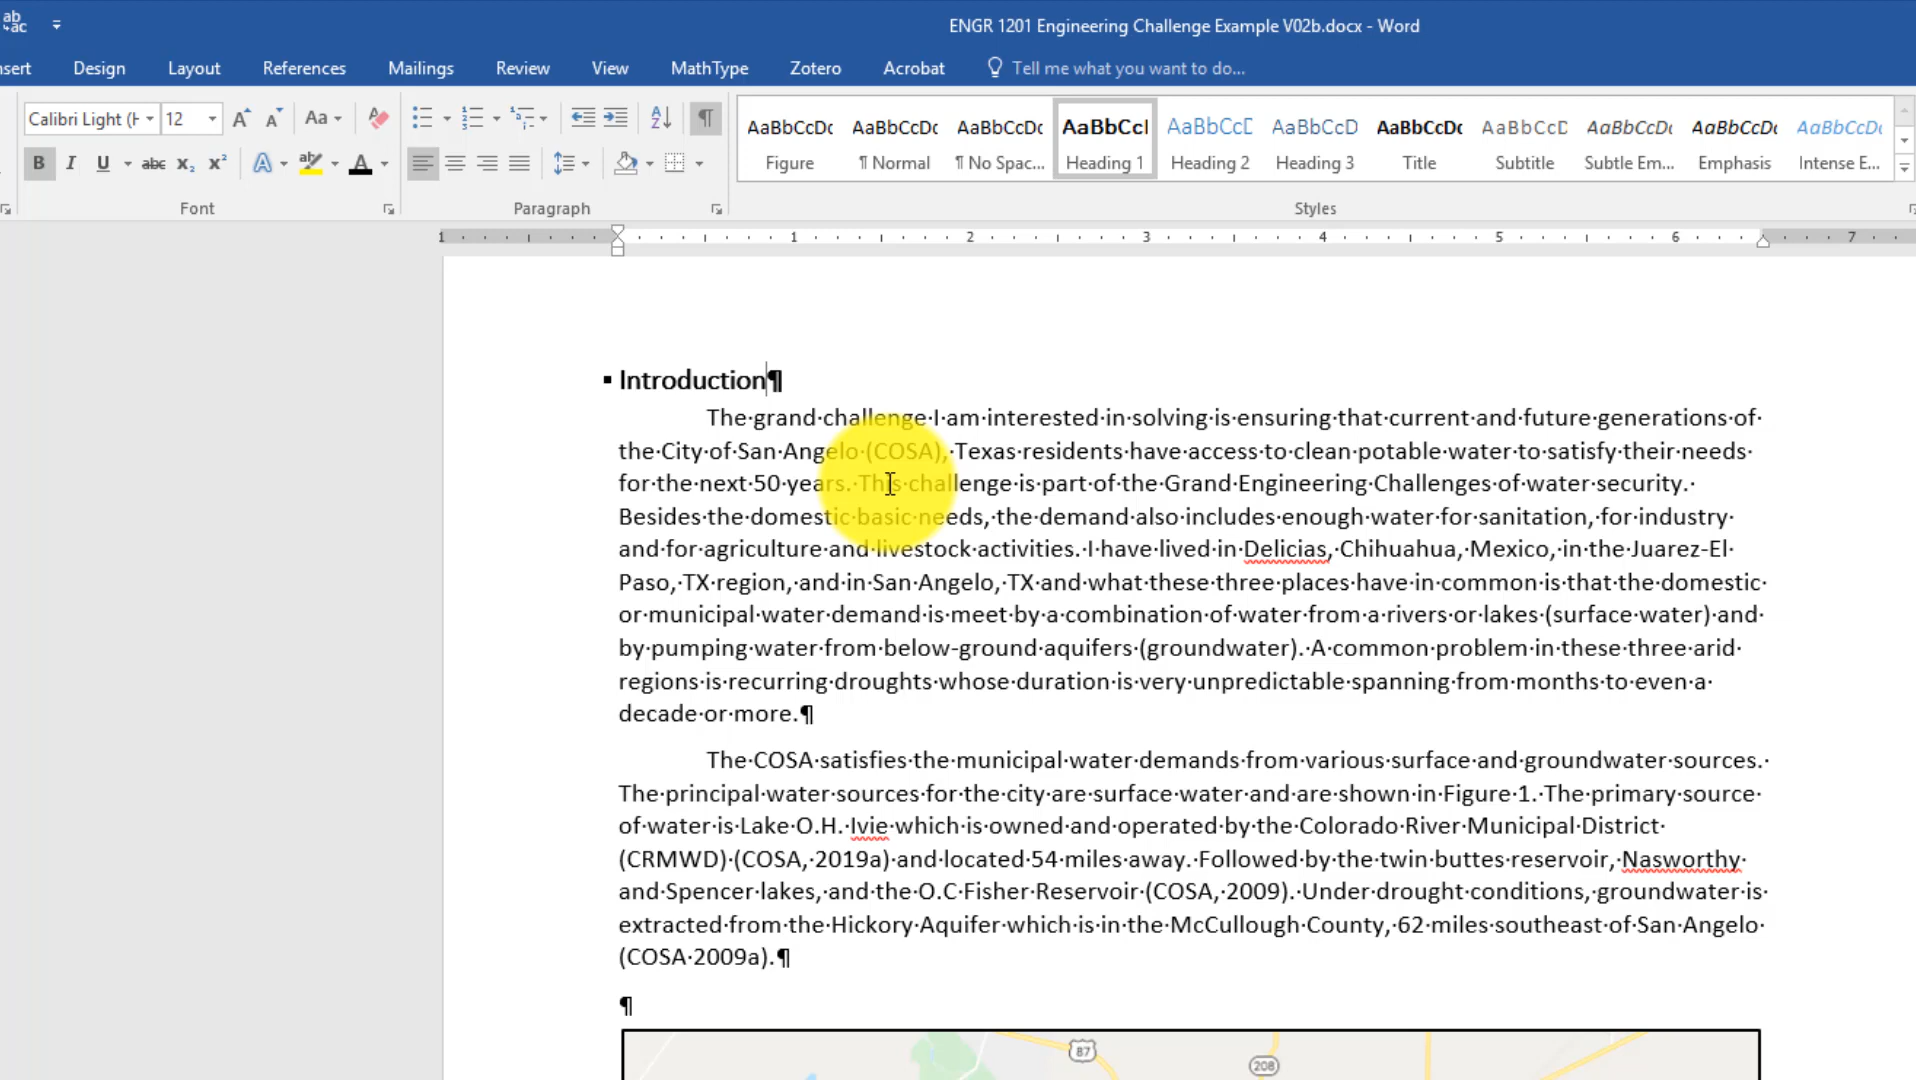 ab
ac
ENGR 1201 Engineering Challenge Example V02b.docx - Word
nsert Design Layout References Mailings Review View MathType Zotero Acrobat Tell me what you want to do...
Calibri Light (H 12 A A Aa
B I U abc x₂ x² A ab A
AaBbCcDc AaBbCcDc AaBbCcDc AaBbCcI AaBbCcD AaBbCcD AaBbCcDc AaBbCcD AaBbCcDc AaBbCcDc AaBbCcDc
Figure ¶ Normal ¶ No Spac... Heading 1 Heading 2 Heading 3 Title Subtitle Subtle Em... Emphasis Intense E...
Font Paragraph Styles
1 1 2 3 4 5 6 7
▪ Introduction¶
The·grand·challenge·I·am·interested·in·solving·is·ensuring·that·current·and·future·generations·of·
the·City·of·San·Angelo·(COSA),·Texas·residents·have·access·to·clean·potable·water·to·satisfy·their·needs·
for·the·next·50·years.·This·challenge·is·part·of·the·Grand·Engineering·Challenges·of·water·security.·
Besides·the·domestic·basic·needs,·the·demand·also·includes·enough·water·for·sanitation,·for·industry·
and·for·agriculture·and·livestock·activities.·I·have·lived·in·Delicias,·Chihuahua,·Mexico,·in·the·Juarez-El·
Paso,·TX·region,·and·in·San·Angelo,·TX·and·what·these·three·places·have·in·common·is·that·the·domestic·
or·municipal·water·demand·is·meet·by·a·combination·of·water·from·a·rivers·or·lakes·(surface·water)·and·
by·pumping·water·from·below-ground·aquifers·(groundwater).·A·common·problem·in·these·three·arid·
regions·is·recurring·droughts·whose·duration·is·very·unpredictable·spanning·from·months·to·even·a·
decade·or·more.¶
The·COSA·satisfies·the·municipal·water·demands·from·various·surface·and·groundwater·sources.·
The·principal·water·sources·for·the·city·are·surface·water·and·are·shown·in·Figure·1.·The·primary·source·
of·water·is·Lake·O.H.·Ivie·which·is·owned·and·operated·by·the·Colorado·River·Municipal·District·
(CRMWD)·(COSA,·2019a)·and·located·54·miles·away.·Followed·by·the·twin·buttes·reservoir,·Nasworthy·
and·Spencer·lakes,·and·the·O.C·Fisher·Reservoir·(COSA,·2009).·Under·drought·conditions,·groundwater·is·
extracted·from·the·Hickory·Aquifer·which·is·in·the·McCullough·County,·62·miles·southeast·of·San·Angelo·
(COSA·2009a).¶
¶
87
208